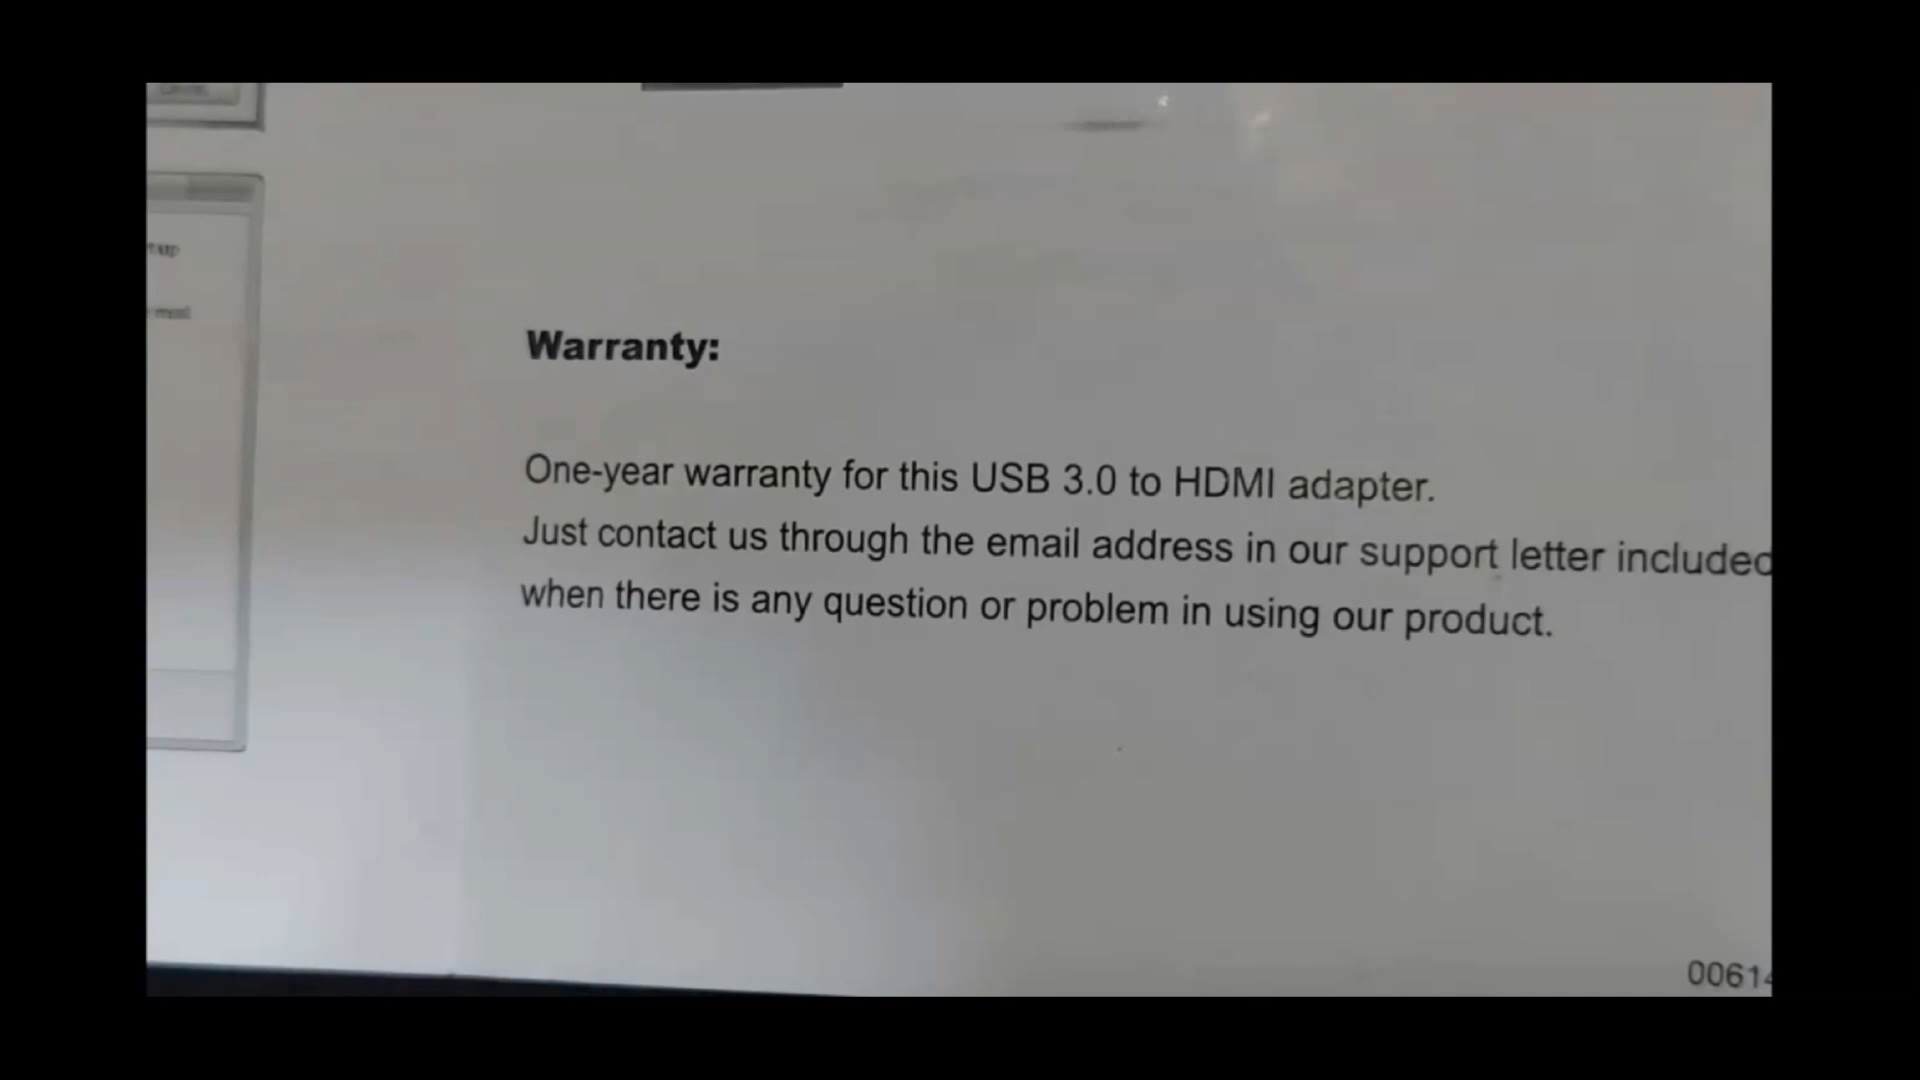 Warranty:
One-year warranty for this USB 3.0 to HDMI adapter.
Just contact us through the email address in our support letter included
when there is any question or problem in using our product.
0061